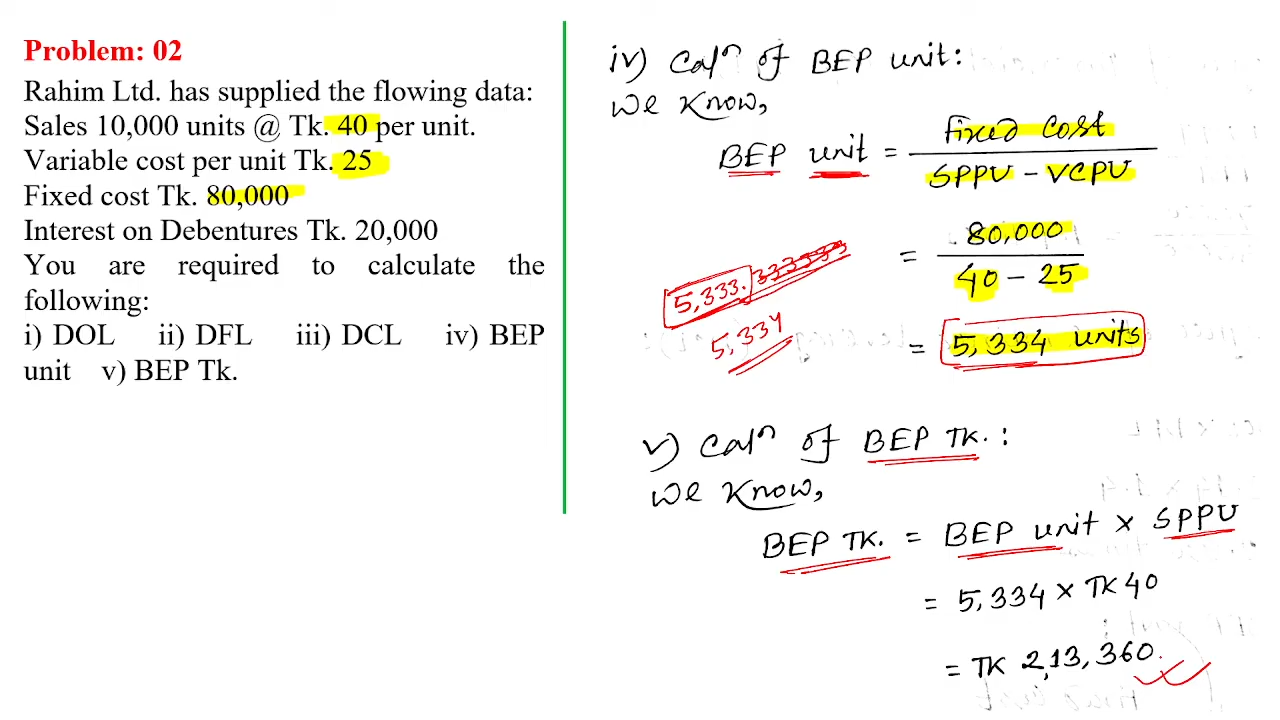 Problem: 02
Rahim Ltd. has supplied the flowing data:
Sales 10,000 units @ Tk. 40 per unit.
Variable cost per unit Tk. 25
Fixed cost Tk. 80,000
Interest on Debentures Tk. 20,000
You are required to calculate the
following:
i) DOL ii) DFL iii) DCL iv) BEP
unit v) BEP Tk.
iv) Calⁿ of BEP unit:
We Know,
BEP unit = Fixed Cost
SPPU - VCPU
= 80,000
40 - 25
5,333.333333
5,334
= 5,334 units
v) Calⁿ of BEP TK.:
We Know,
BEP TK. = BEP unit × SPPU
= 5,334 × TK 40
= TK 2,13,360.